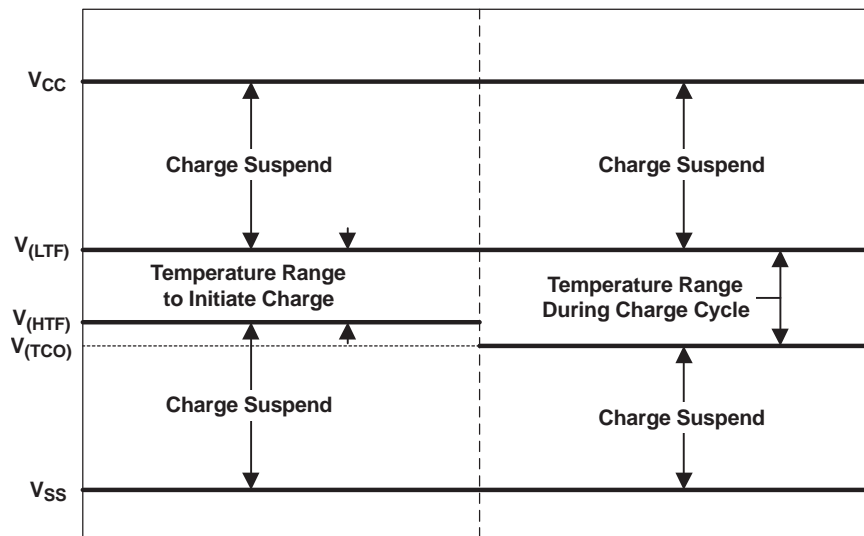 V(CC)
Charge Suspend
Charge Suspend
V(LTF)
Temperature Range
to Initiate Charge
Temperature Range
During Charge Cycle
V(HTF)
V(TCO)
Charge Suspend
Charge Suspend
VSS